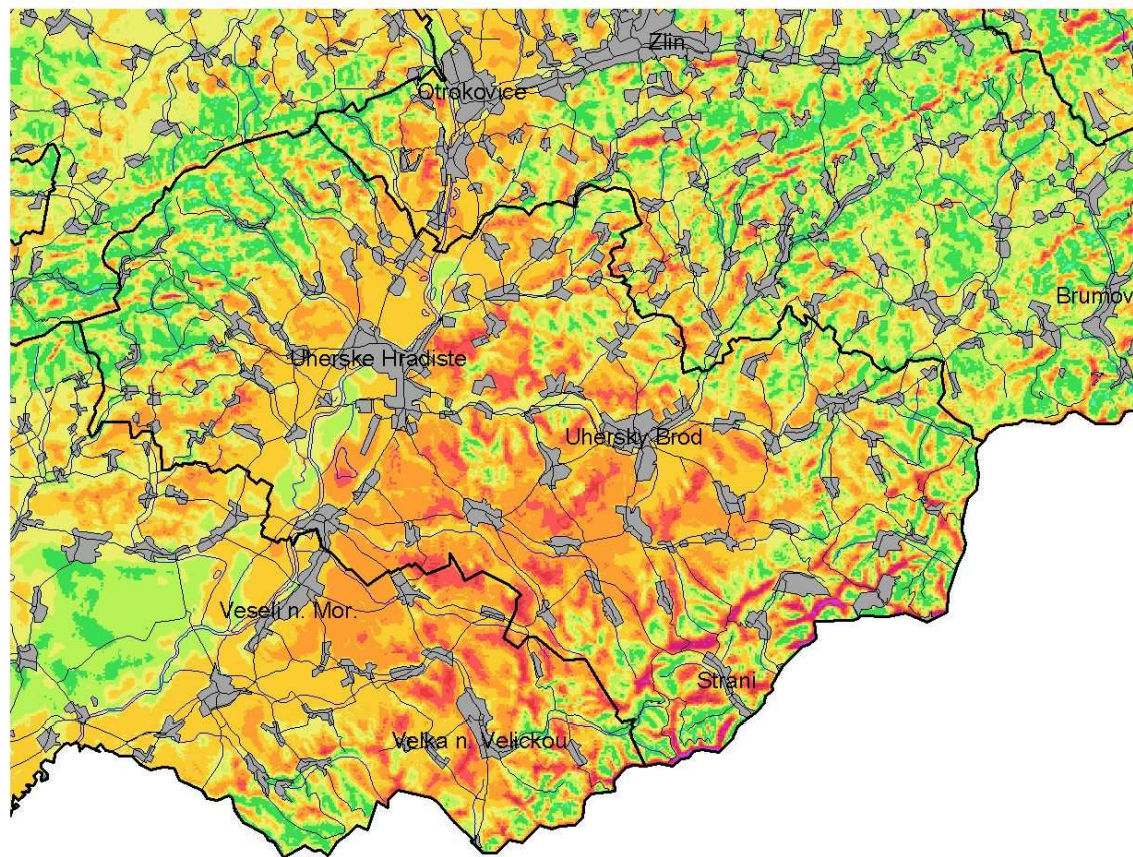 Zlin
Otrokovice
Brumov
Uherske Hradiste
Uhersky Brod
Veseli n. Mor.
Strani
Velka n. Velickou